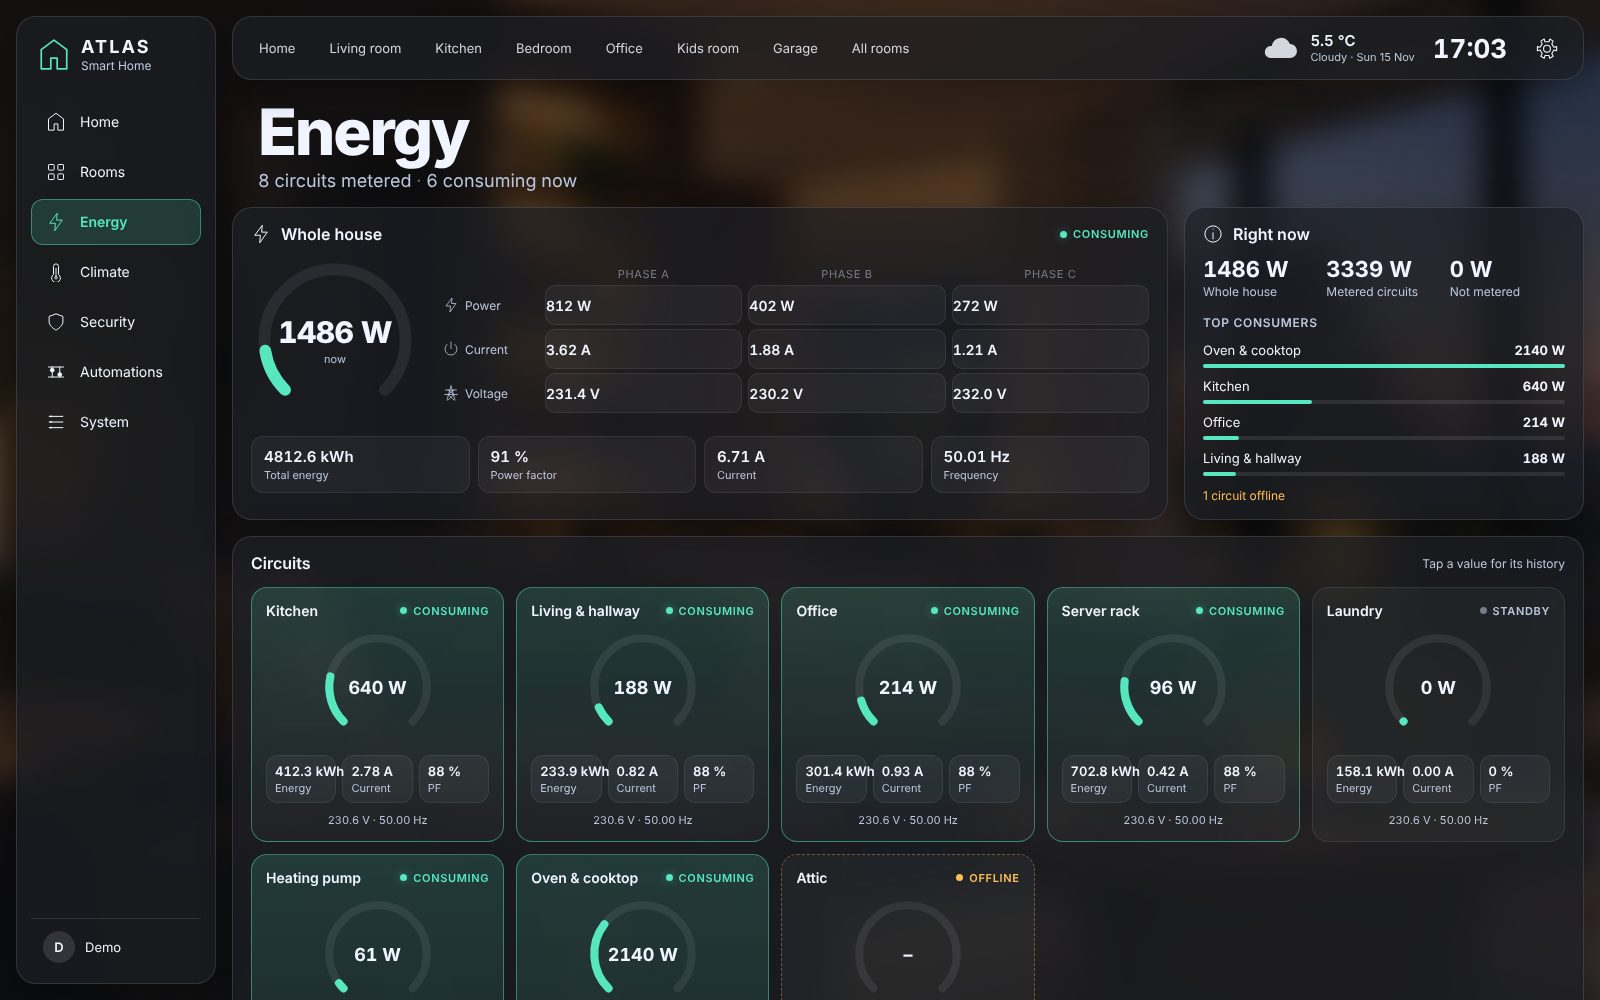 ATLAS
Smart Home
Home
Rooms
Energy
Climate
Security
Automations
System
D Demo
Home Living room Kitchen Bedroom Office Kids room Garage All rooms
5.5 °C
Cloudy · Sun 15 Nov
17:03
Energy
8 circuits metered · 6 consuming now
Whole house
CONSUMING
1486 W
now
PHASE A PHASE B PHASE C
Power 812 W 402 W 272 W
Current 3.62 A 1.88 A 1.21 A
Voltage 231.4 V 230.2 V 232.0 V
4812.6 kWh 91 % 6.71 A 50.01 Hz
Total energy Power factor Current Frequency
Right now
1486 W 3339 W 0 W
Whole house Metered circuits Not metered
TOP CONSUMERS
Oven & cooktop 2140 W
Kitchen 640 W
Office 214 W
Living & hallway 188 W
1 circuit offline
Circuits
Tap a value for its history
Kitchen CONSUMING
640 W
412.3 kWh 2.78 A 88 %
Energy Current PF
230.6 V · 50.00 Hz
Living & hallway CONSUMING
188 W
233.9 kWh 0.82 A 88 %
Energy Current PF
230.6 V · 50.00 Hz
Office CONSUMING
214 W
301.4 kWh 0.93 A 88 %
Energy Current PF
230.6 V · 50.00 Hz
Server rack CONSUMING
96 W
702.8 kWh 0.42 A 88 %
Energy Current PF
230.6 V · 50.00 Hz
Laundry STANDBY
0 W
158.1 kWh 0.00 A 0 %
Energy Current PF
230.6 V · 50.00 Hz
Heating pump CONSUMING
61 W
Oven & cooktop CONSUMING
2140 W
Attic OFFLINE
–